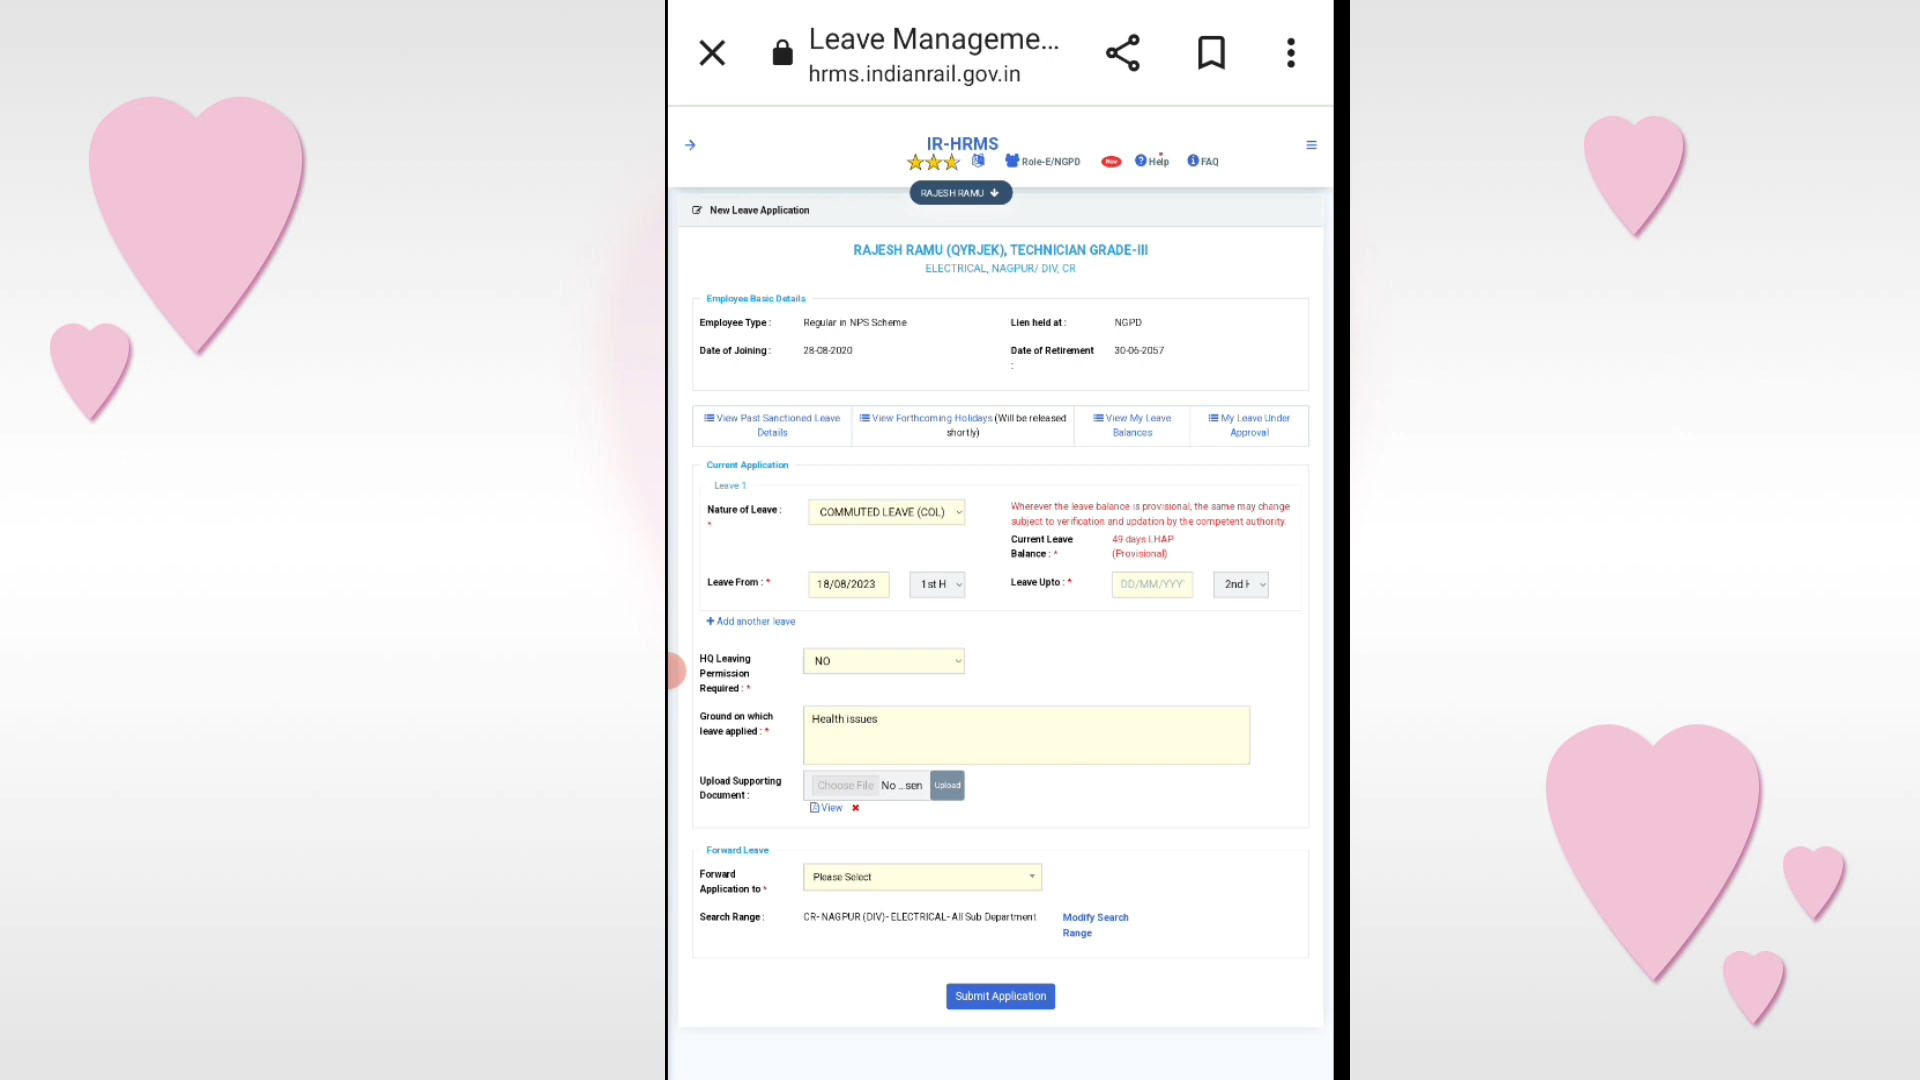 Leave Manageme...
hrms.indianrail.gov.in
IR-HRMS
Role-E/NGPD
New
Help
FAQ
RAJESH RAMU
New Leave Application
RAJESH RAMU (QYRJEK), TECHNICIAN GRADE-III
ELECTRICAL, NAGPUR/ DIV, CR
Employee Basic Details
Employee Type : Regular in NPS Scheme Lien held at : NGPD
Date of Joining : 28-08-2020 Date of Retirement 30-06-2057
:
View Past Sanctioned Leave
Details
View Forthcoming Holidays (Will be released
shortly)
View My Leave
Balances
My Leave Under
Approval
Current Application
Leave 1
Nature of Leave : COMMUTED LEAVE (COL)
*
Wherever the leave balance is provisional, the same may change
subject to verification and updation by the competent authority.
Current Leave 49 days LHAP
Balance : * (Provisional)
Leave From : * 18/08/2023 1st H Leave Upto : * DD/MM/YYY 2nd H
+ Add another leave
HQ Leaving
Permission
Required : *
NO
Ground on which
leave applied : *
Health issues
Upload Supporting
Document :
Choose File No ...sen Upload
View
Forward Leave
Forward
Application to *
Please Select
Search Range : CR- NAGPUR (DIV)- ELECTRICAL- All Sub Department Modify Search
Range
Submit Application